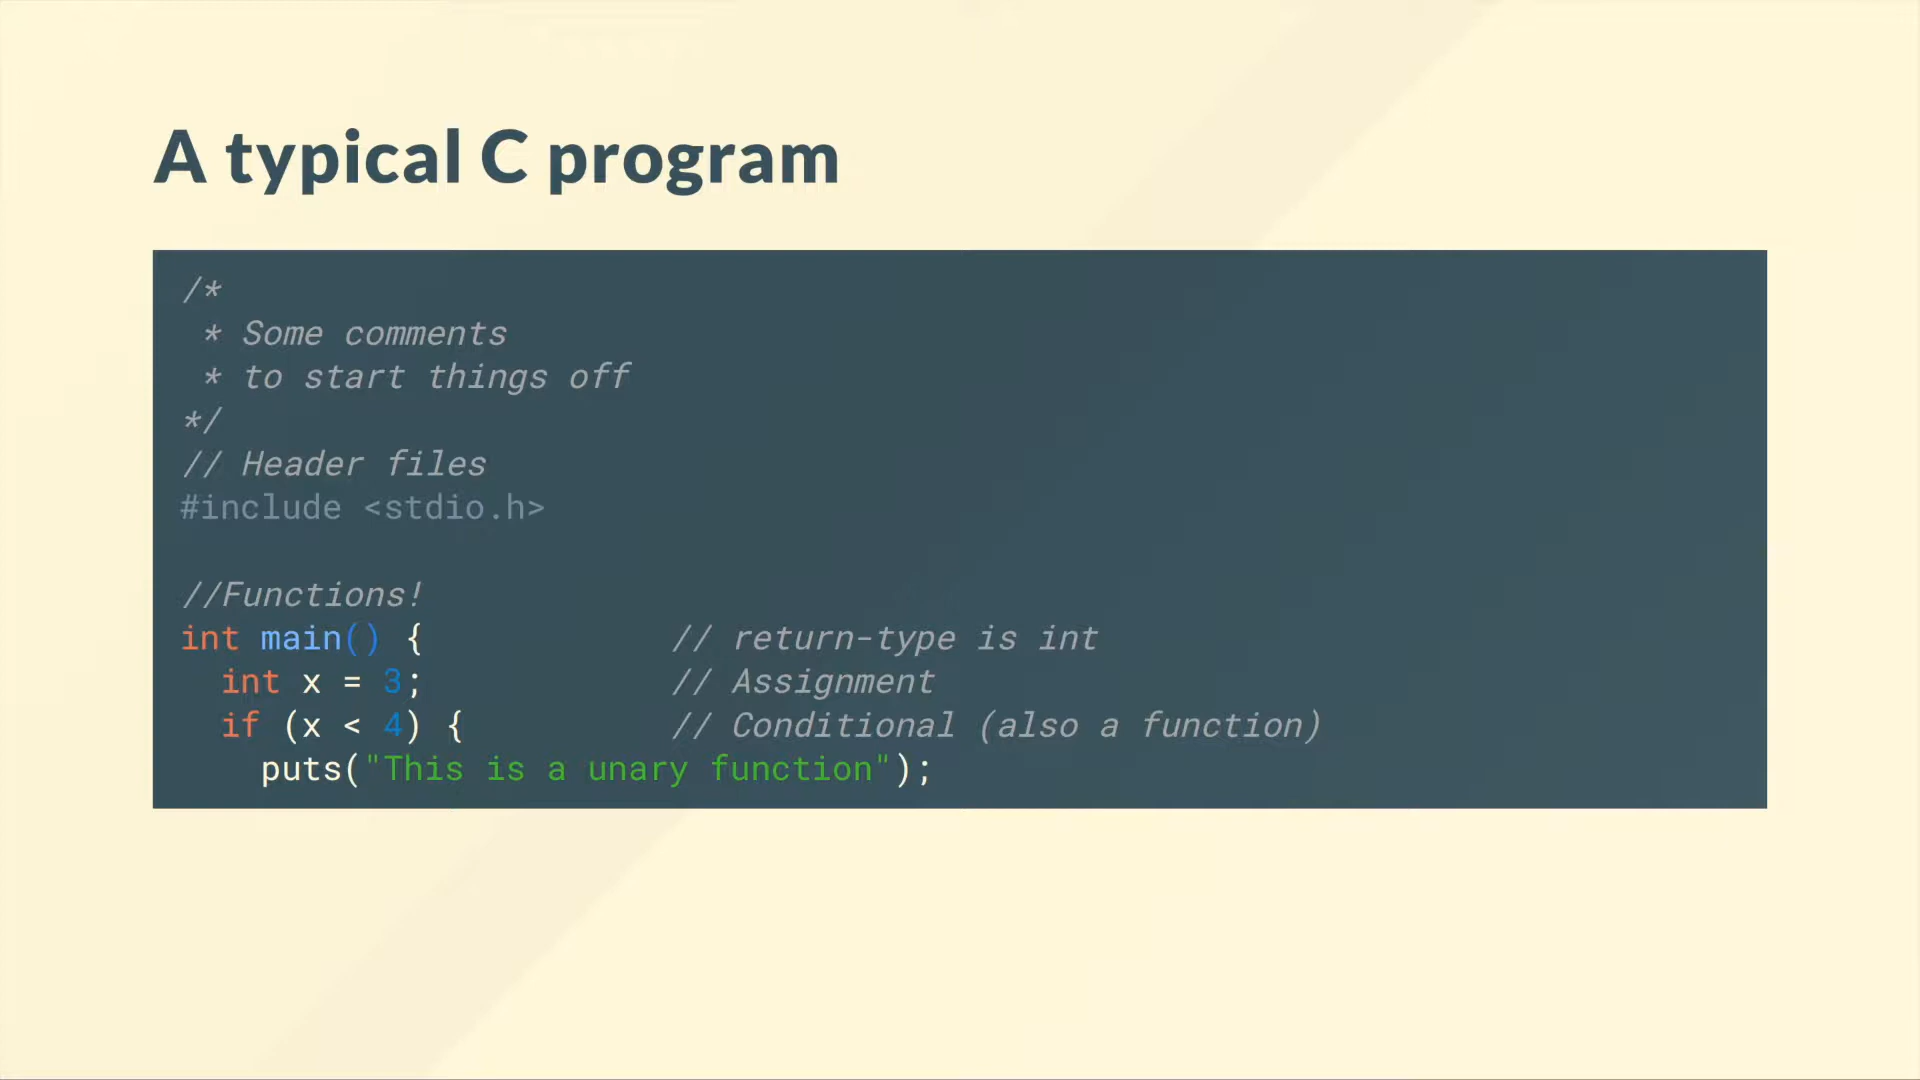 A typical C program
/*
 * Some comments
 * to start things off
*/
// Header files
#include <stdio.h>
//Functions!
int main() {            // return-type is int
  int x = 3;            // Assignment
  if (x < 4) {          // Conditional (also a function)
    puts("This is a unary function");